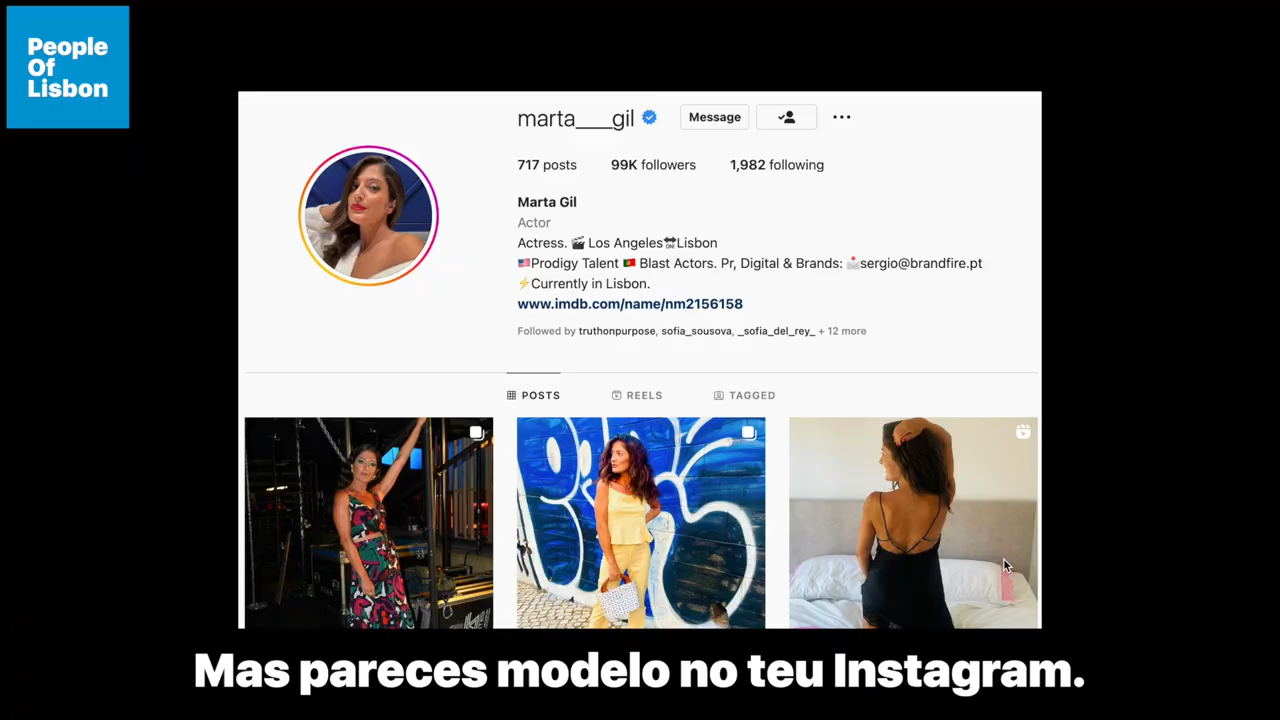 People
Of
Lisbon
marta___gil
Message
717 posts 99K followers 1,982 following
Marta Gil
Actor
Actress. 🎬 Los Angeles🔛Lisbon
🇺🇸Prodigy Talent 🇵🇹 Blast Actors. Pr, Digital & Brands: 📩sergio@brandfire.pt
⚡Currently in Lisbon.
www.imdb.com/name/nm2156158
Followed by truthonpurpose, sofia_sousova, _sofia_del_rey_ + 12 more
POSTS REELS TAGGED
Mas pareces modelo no teu Instagram.